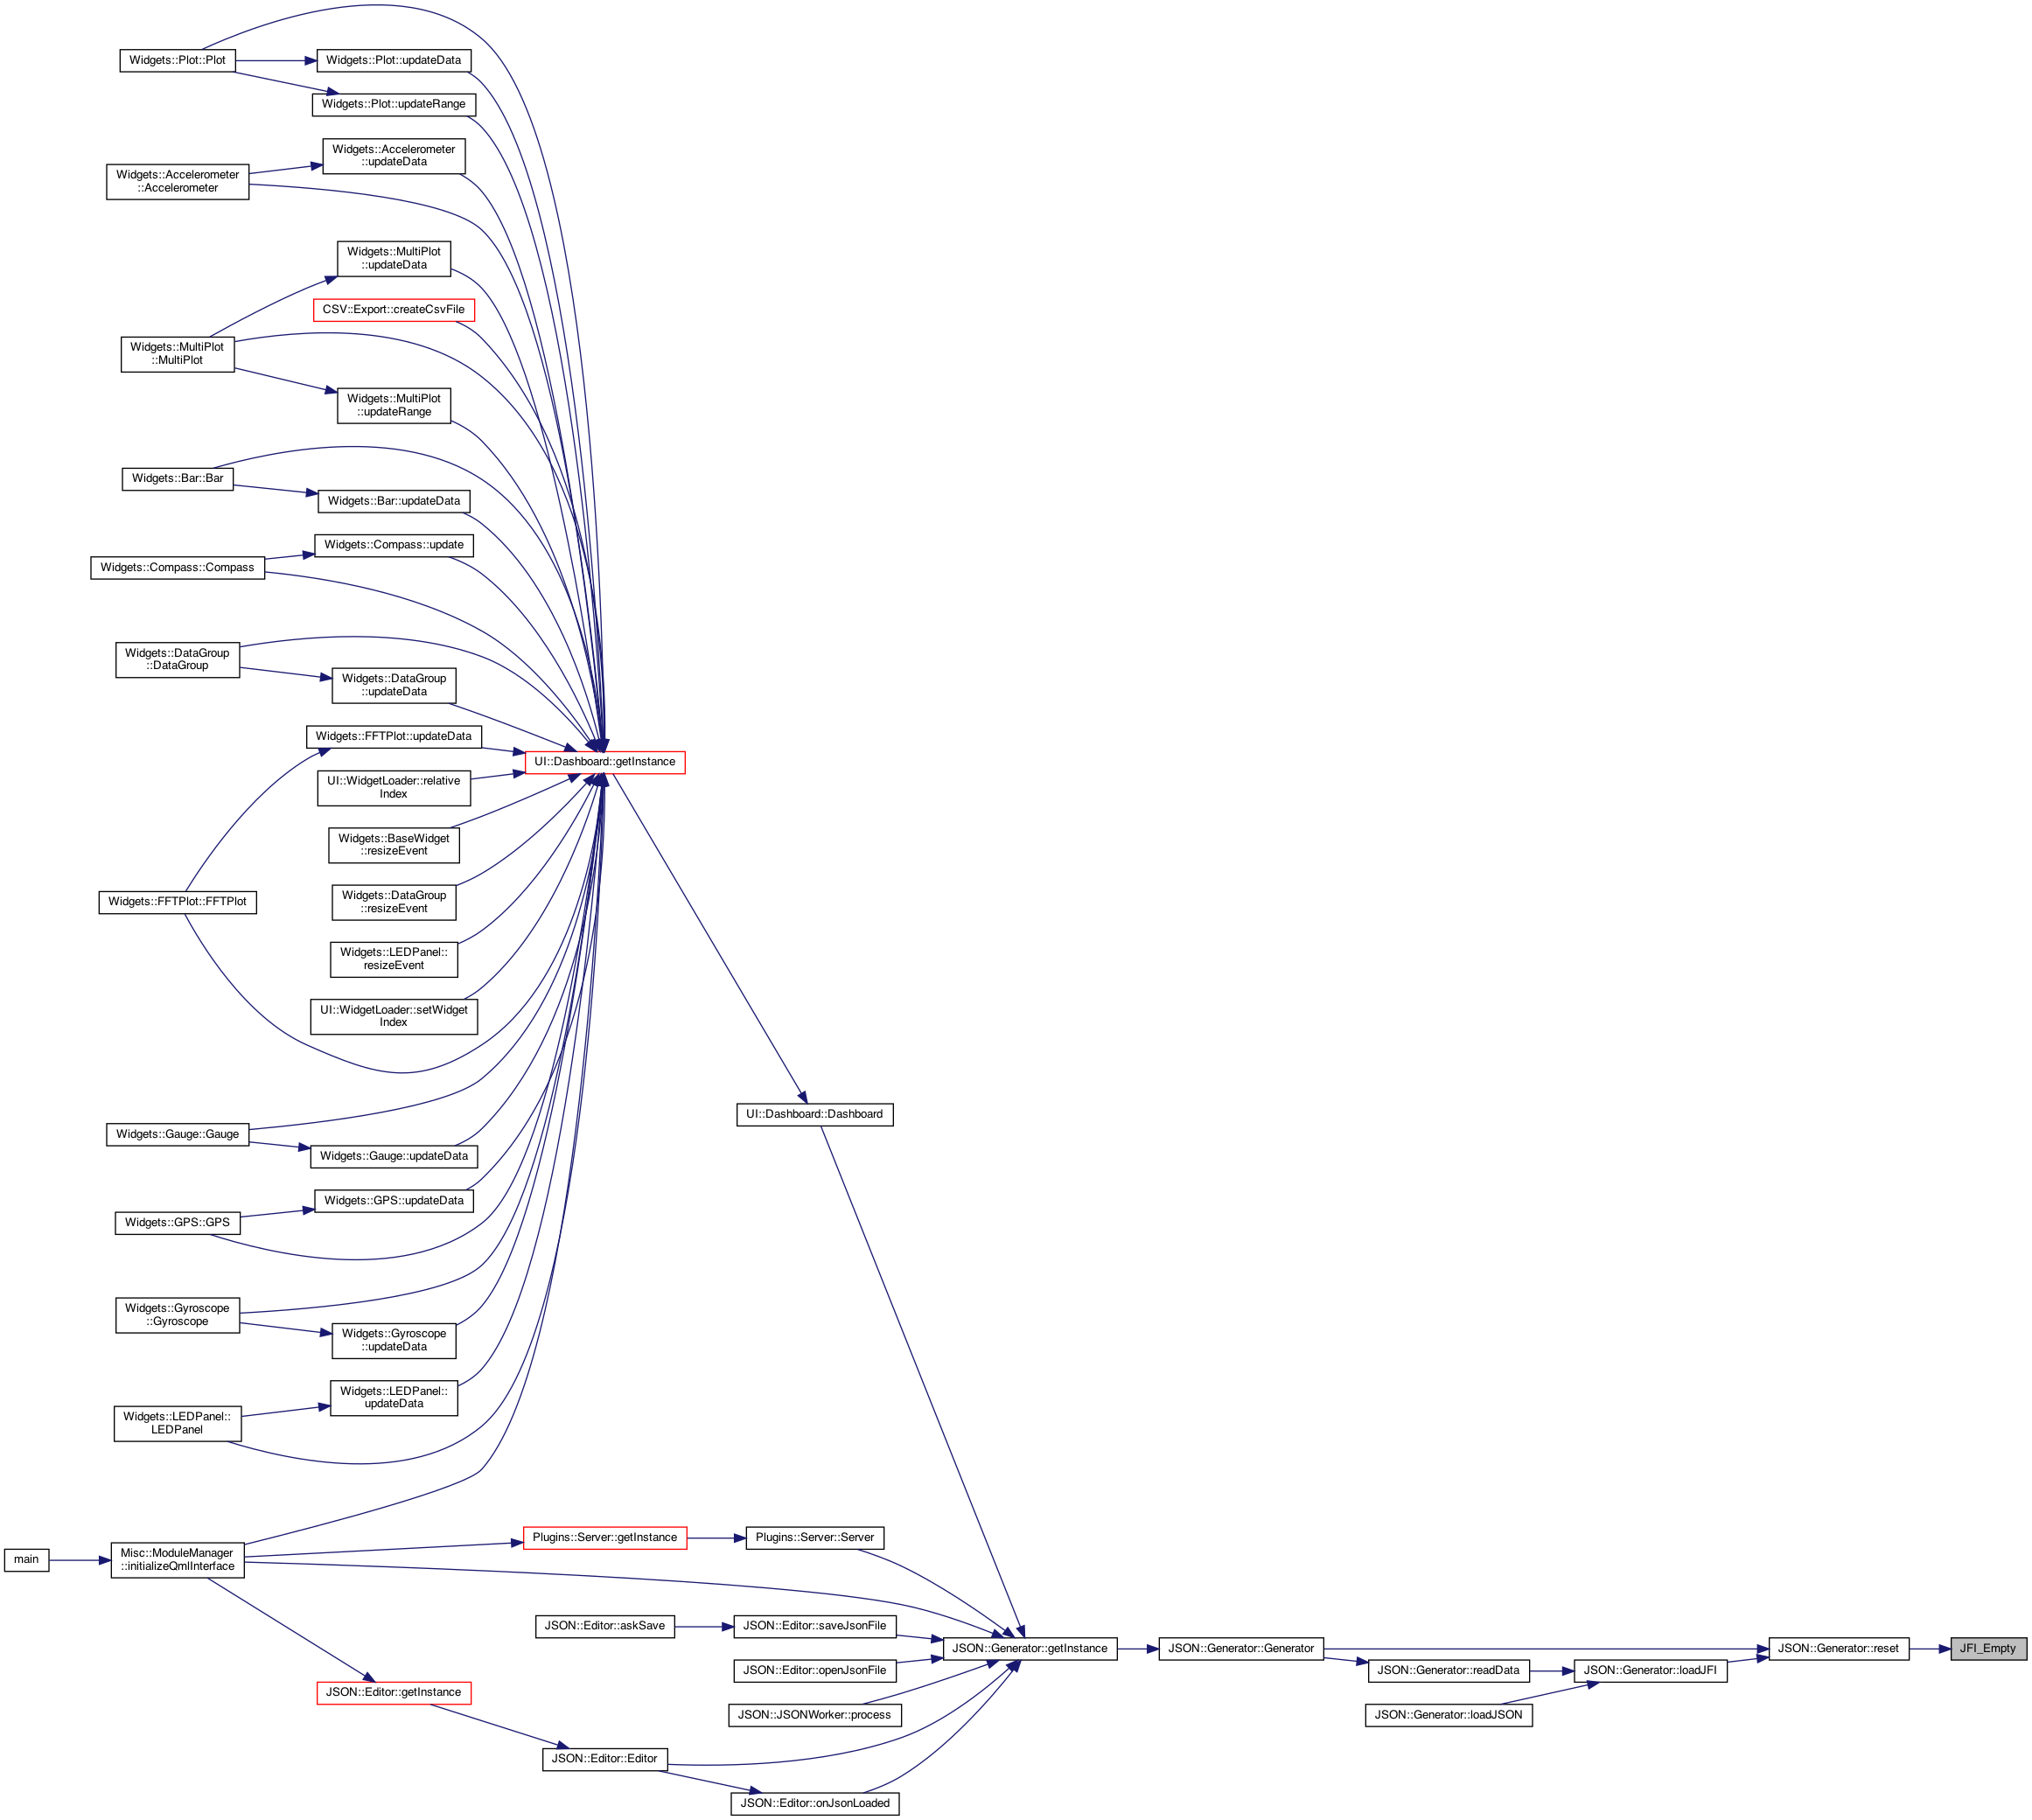 Widgets::Plot::Plot
Widgets::Plot::updateData
Widgets::Plot::updateRange
Widgets::Accelerometer
::updateData
Widgets::Accelerometer
::Accelerometer
Widgets::MultiPlot
::updateData
CSV::Export::createCsvFile
Widgets::MultiPlot
::MultiPlot
Widgets::MultiPlot
::updateRange
Widgets::Bar::Bar
Widgets::Bar::updateData
Widgets::Compass::update
Widgets::Compass::Compass
Widgets::DataGroup
::DataGroup
Widgets::DataGroup
::updateData
Widgets::FFTPlot::updateData
UI::Dashboard::getInstance
UI::WidgetLoader::relative
Index
Widgets::BaseWidget
::resizeEvent
Widgets::DataGroup
::resizeEvent
Widgets::FFTPlot::FFTPlot
Widgets::LEDPanel::
resizeEvent
UI::WidgetLoader::setWidget
Index
UI::Dashboard::Dashboard
Widgets::Gauge::Gauge
Widgets::Gauge::updateData
Widgets::GPS::updateData
Widgets::GPS::GPS
Widgets::Gyroscope
::Gyroscope
Widgets::Gyroscope
::updateData
Widgets::LEDPanel::
updateData
Widgets::LEDPanel::
LEDPanel
Plugins::Server::getInstance
Plugins::Server::Server
main
Misc::ModuleManager
::initializeQmlInterface
JSON::Editor::askSave
JSON::Editor::saveJsonFile
JSON::Generator::getInstance
JSON::Generator::Generator
JSON::Generator::reset
JFI_Empty
JSON::Editor::openJsonFile
JSON::Generator::readData
JSON::Generator::loadJFI
JSON::Editor::getInstance
JSON::JSONWorker::process
JSON::Generator::loadJSON
JSON::Editor::Editor
JSON::Editor::onJsonLoaded